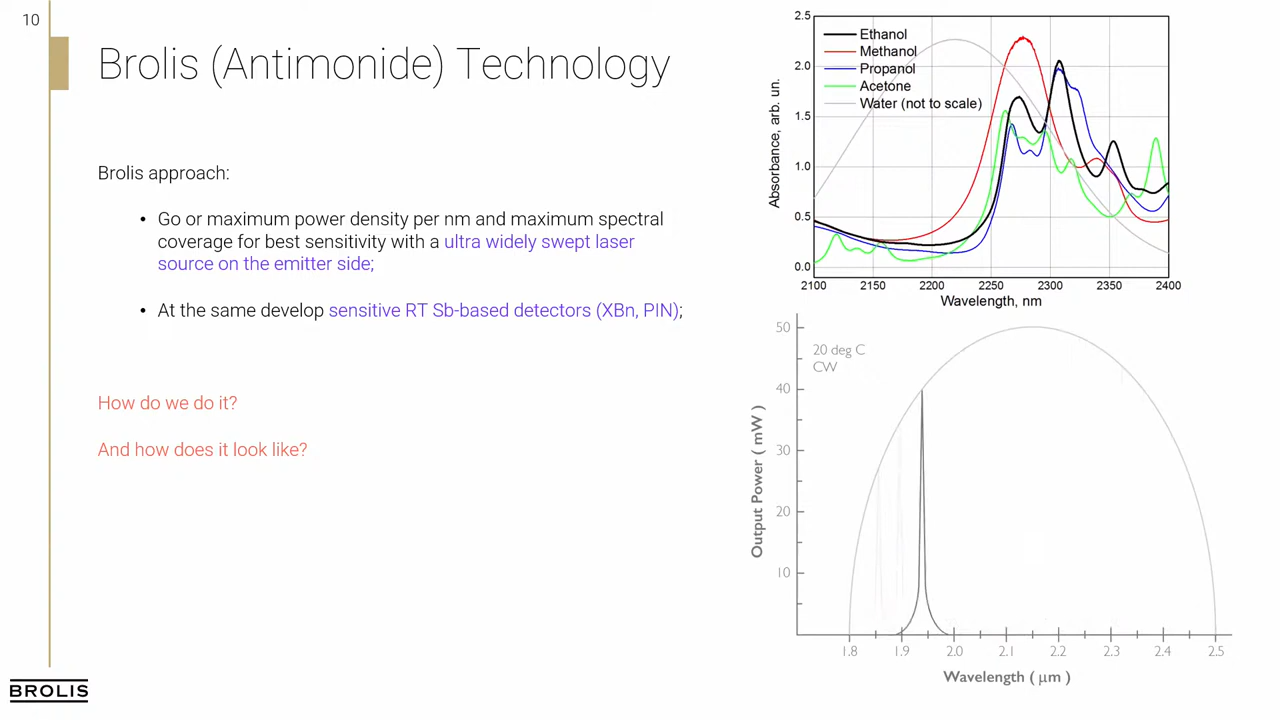 10
Brolis (Antimonide) Technology
Brolis approach:
• Go or maximum power density per nm and maximum spectral
coverage for best sensitivity with a ultra widely swept laser
source on the emitter side;
• At the same develop sensitive RT Sb-based detectors (XBn, PIN);
How do we do it?
And how does it look like?
BROLIS
2.5
2.0
1.5
1.0
0.5
0.0
Absorbance, arb. un.
Ethanol
Methanol
Propanol
Acetone
Water (not to scale)
2100 2150 2200 2250 2300 2350 2400
Wavelength, nm
50
40
30
20
10
Output Power ( mW )
20 deg C
CW
1.8 1.9 2.0 2.1 2.2 2.3 2.4 2.5
Wavelength ( μm )